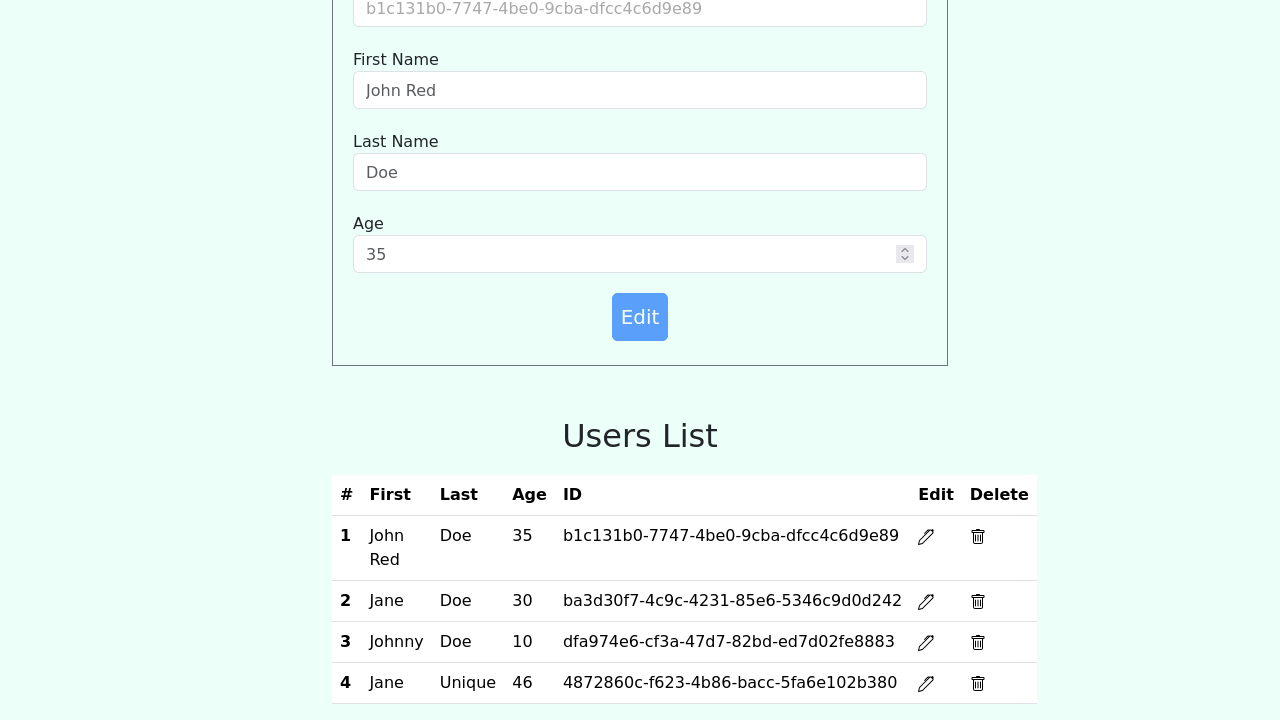 b1c131b0-7747-4be0-9cba-dfcc4c6d9e89
First Name
John Red
Last Name
Doe
Age
35
Edit
Users List
# First Last Age ID Edit Delete
1 John Doe 35 b1c131b0-7747-4be0-9cba-dfcc4c6d9e89
Red
2 Jane Doe 30 ba3d30f7-4c9c-4231-85e6-5346c9d0d242
3 Johnny Doe 10 dfa974e6-cf3a-47d7-82bd-ed7d02fe8883
4 Jane Unique 46 4872860c-f623-4b86-bacc-5fa6e102b380